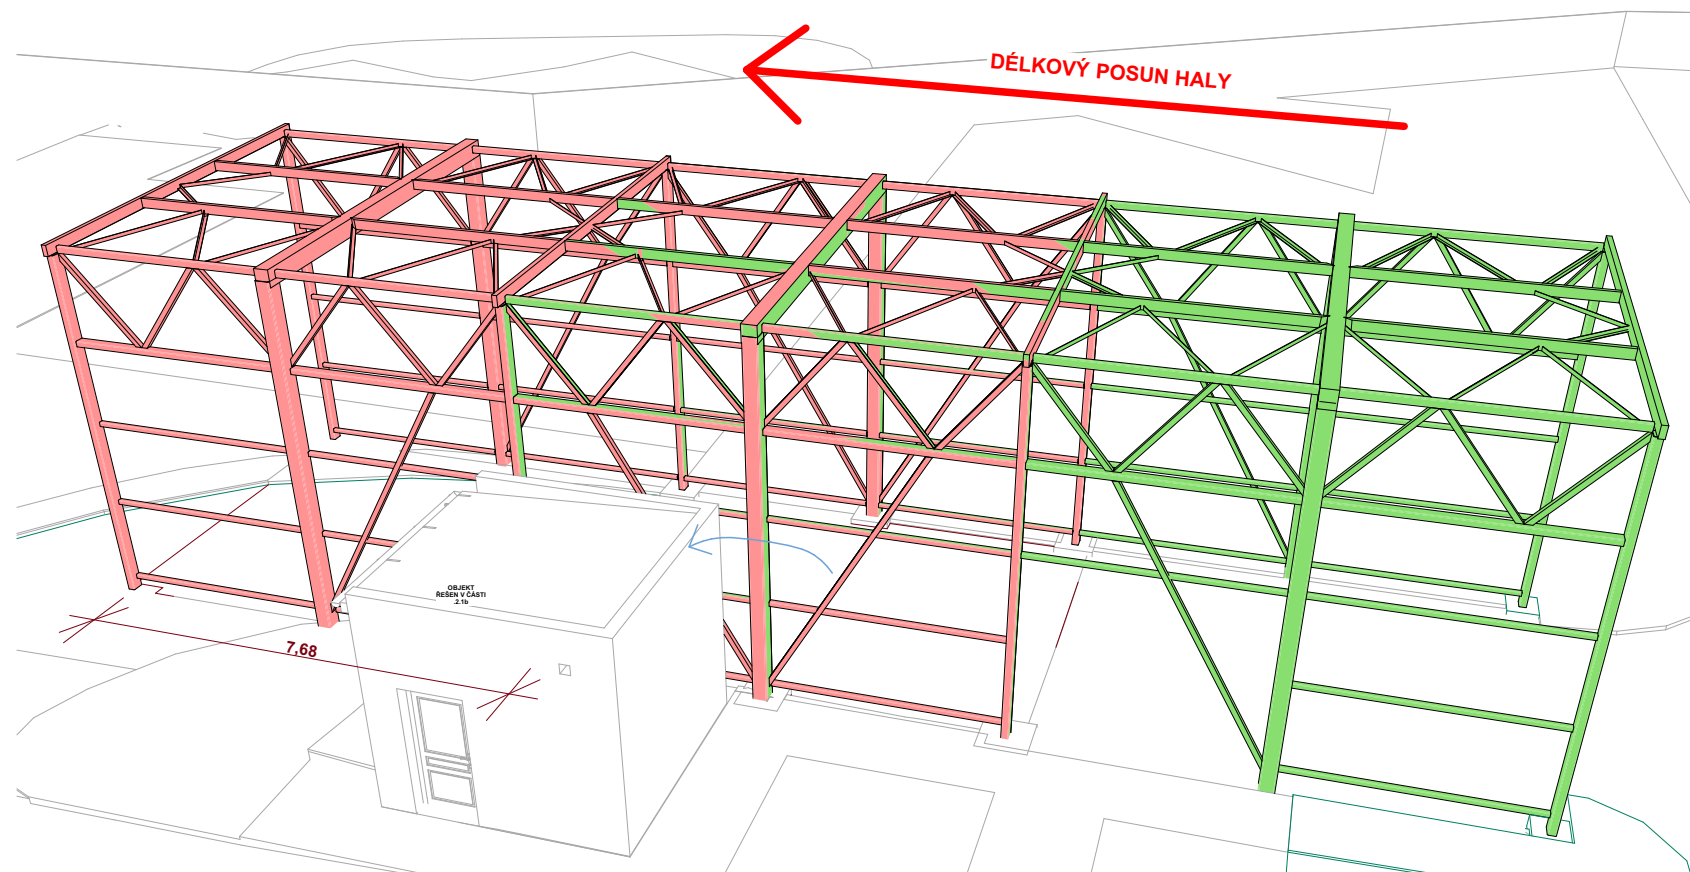 DÉLKOVÝ POSUN HALY
OBJEKT
ŘEŠEN V ČÁSTI
.2.1b
7,68